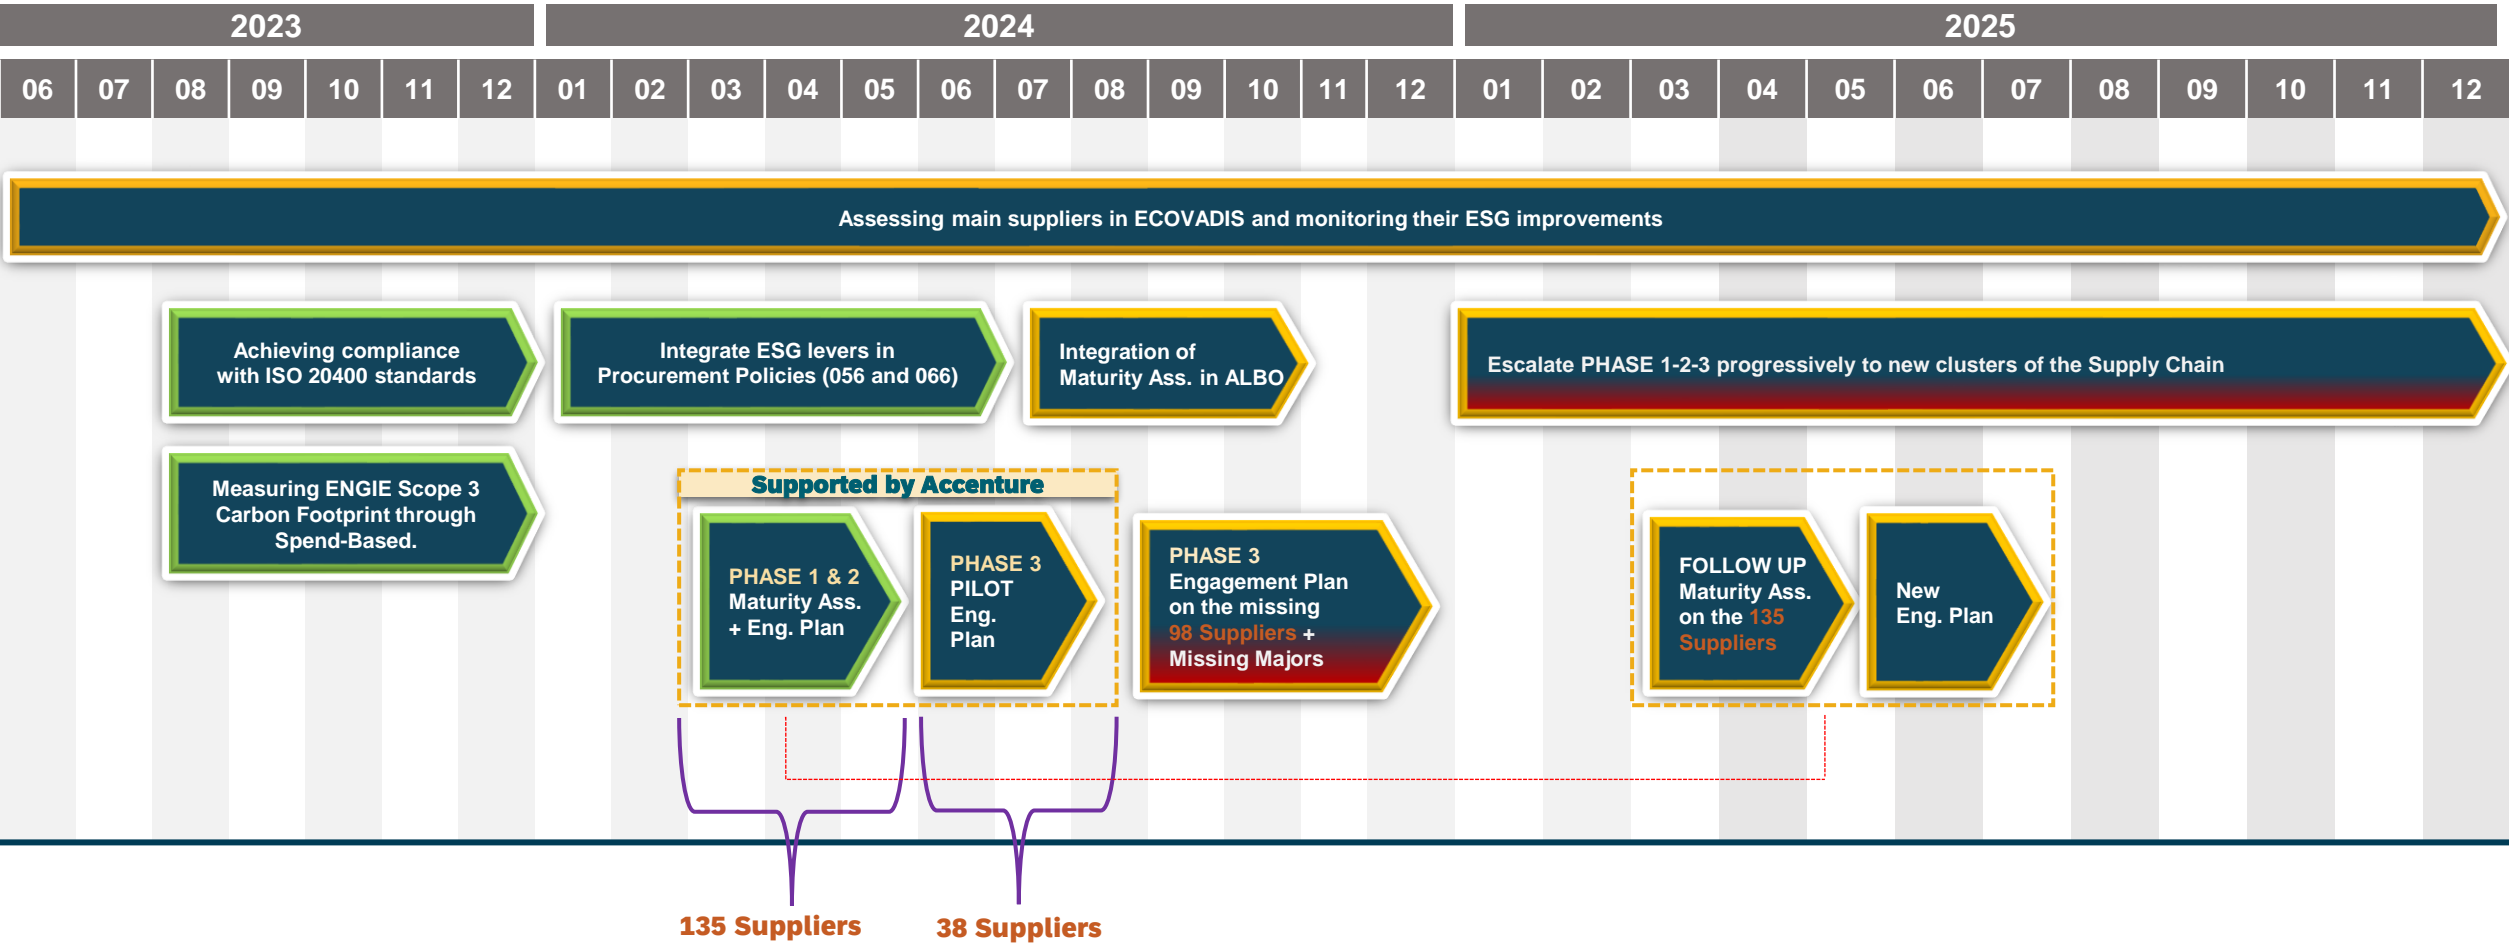 2023 2024 2025
06 07 08 09 10 11 12 01 02 03 04 05 06 07 08 09 10 11 12 01 02 03 04 05 06 07 08 09 10 11 12
Assessing main suppliers in ECOVADIS and monitoring their ESG improvements
Achieving compliance
with ISO 20400 standards
Integrate ESG levers in
Procurement Policies (056 and 066)
Integration of
Maturity Ass. in ALBO
Escalate PHASE 1-2-3 progressively to new clusters of the Supply Chain
Measuring ENGIE Scope 3
Carbon Footprint through
Spend-Based.
Supported by Accenture
PHASE 1 & 2
Maturity Ass.
+ Eng. Plan
PHASE 3
PILOT
Eng.
Plan
PHASE 3
Engagement Plan
on the missing
98 Suppliers +
Missing Majors
FOLLOW UP
Maturity Ass.
on the 135
Suppliers
New
Eng. Plan
135 Suppliers
38 Suppliers